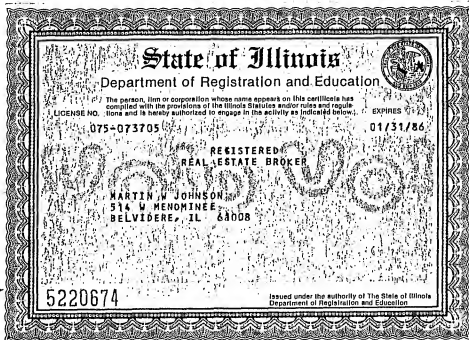 State of Illinois
Department of Registration and Education
The person, firm or corporation whose name appears on this certificate has
complied with the provisions of the Illinois Statutes and/or rules and regula-
LICENSE NO. tions and is hereby authorized to engage in the activity as indicated below. EXPIRES
075-073705 01/31/86
REGISTERED
REAL ESTATE BROKER
MARTIN W JOHNSON
514 W MENOMINEE
BELVIDERE, IL 61008
5220674
Issued under the authority of The State of Illinois
Department of Registration and Education